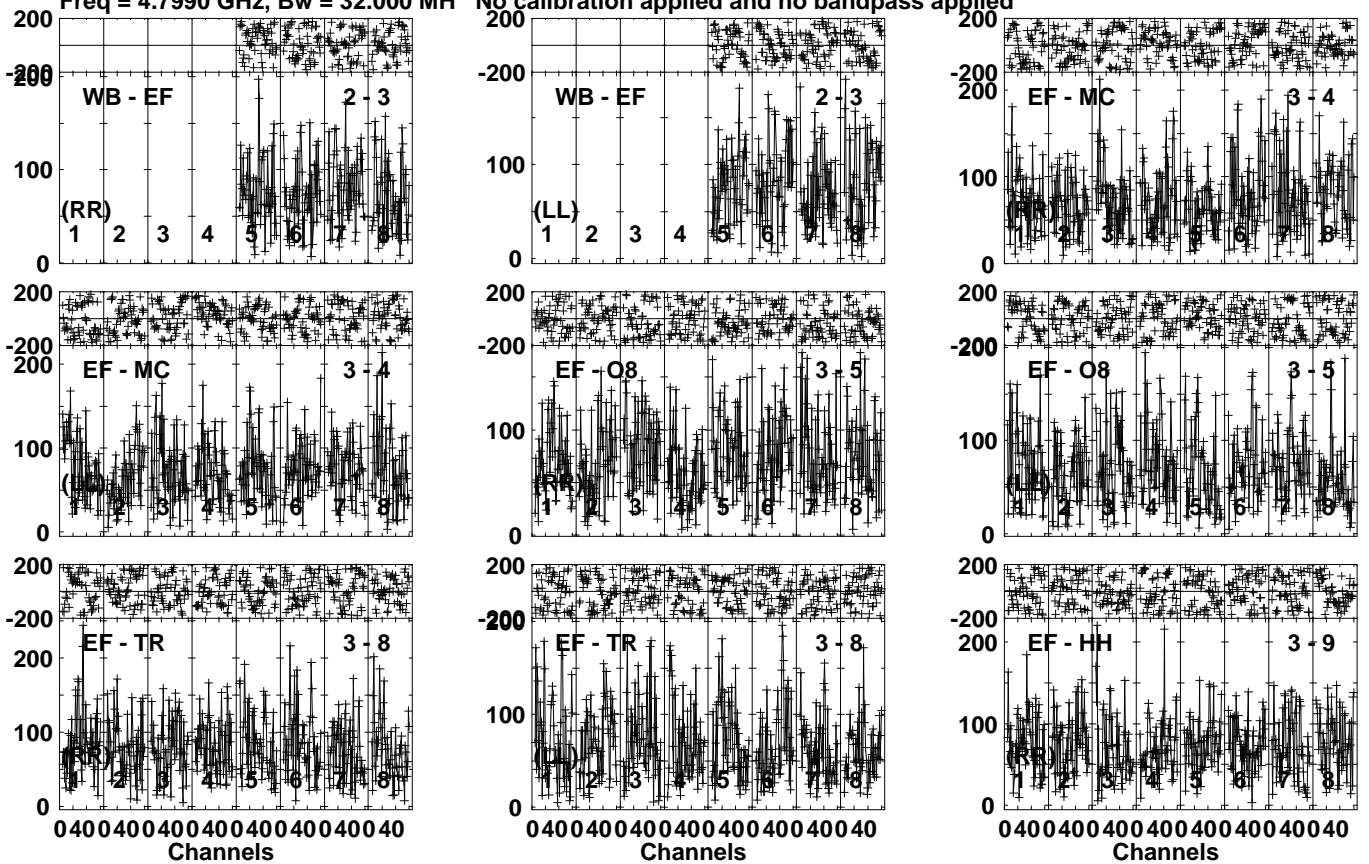 Freq = 4.7990 GHz, Bw = 32.000 MH No calibration applied and no bandpass applied
200 200 200
-200 -200 -200
200 WB - EF 2 - 3 WB - EF 2 - 3 200 EF - MC 3 - 4
100 100 100
(RR) (LL) (RR)
1 2 3 4 5 6 7 8 1 2 3 4 5 6 7 8 1 2 3 4 5 6 7 8
0 0 0
200 200 200
-200 -200 -200
200 EF - MC 3 - 4 EF - O8 3 - 5 200 EF - O8 3 - 5
100 100 100
(LL) (RR) (LL)
1 2 3 4 5 6 7 8 1 2 3 4 5 6 7 8 1 2 3 4 5 6 7 8
0 0 0
200 200 200
-200 -200 -200
200 EF - TR 3 - 8 200 EF - TR 3 - 8 200 EF - HH 3 - 9
100 100 100
(RR) (LL) (RR)
1 2 3 4 5 6 7 8 1 2 3 4 5 6 7 8 1 2 3 4 5 6 7 8
0 0 0
0 40 0 40 0 40 0 40 0 40 0 40 0 40 0 40 0 40 0 40 0 40 0 40 0 40 0 40 0 40 0 40 0 40 0 40 0 40 0 40 0 40 0 40 0 40 0 40
Channels Channels Channels